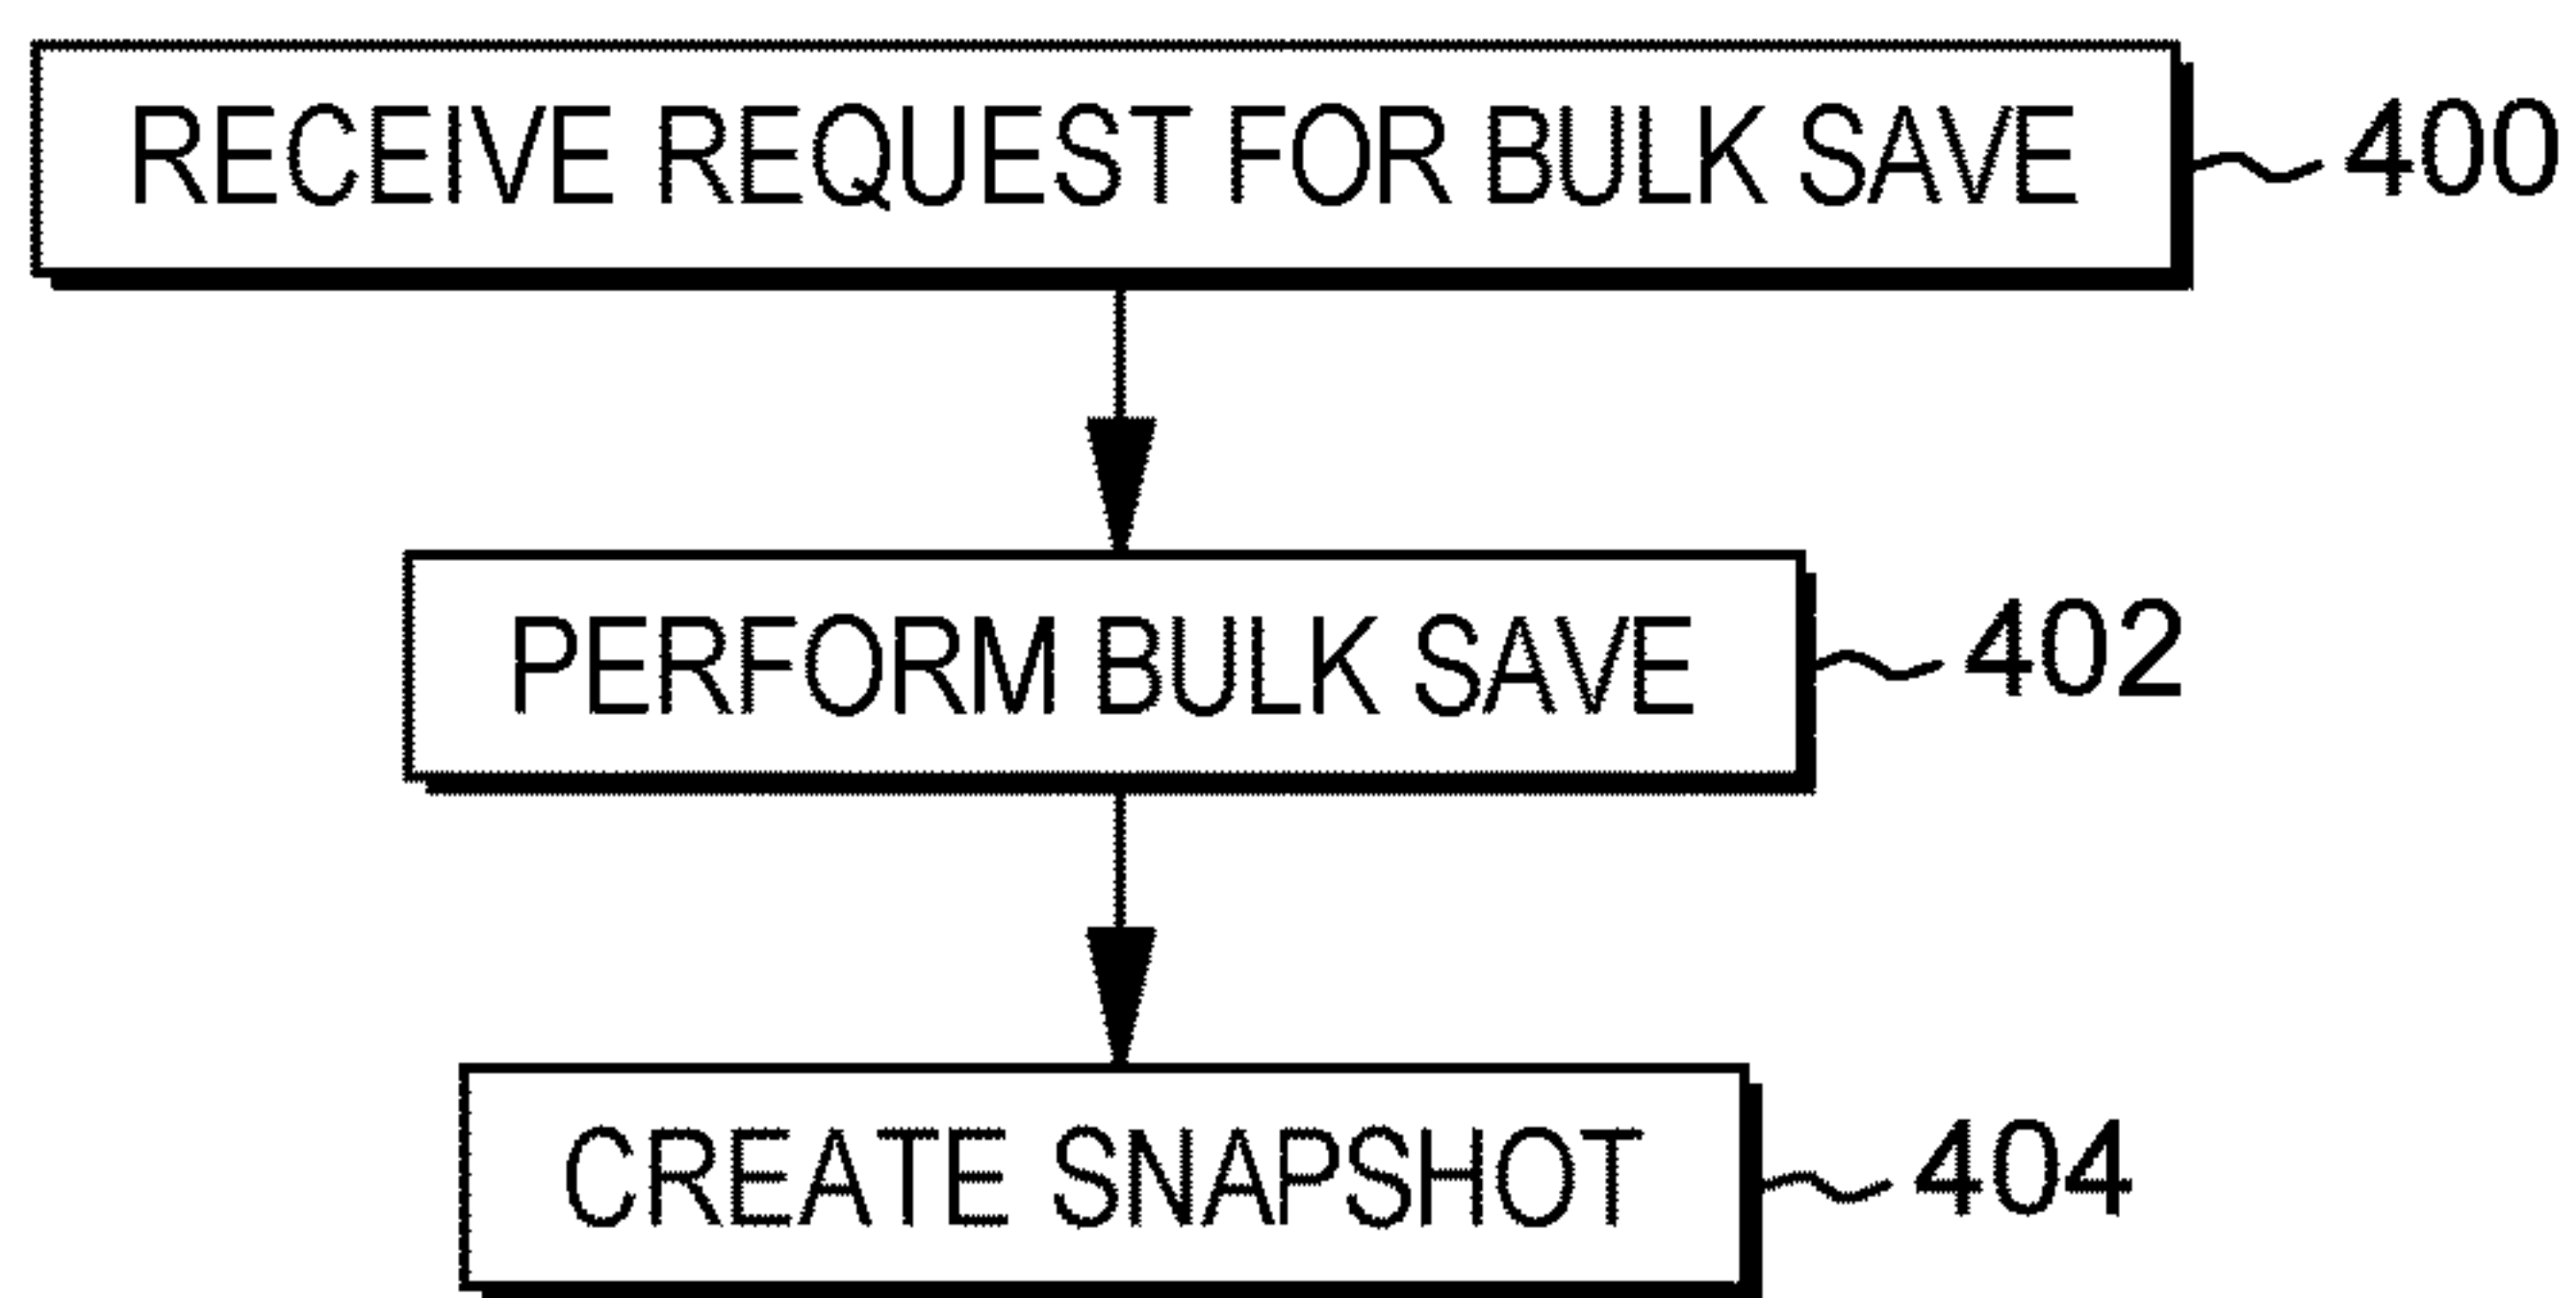 RECEIVE REQUEST FOR BULK SAVE 400
PERFORM BULK SAVE 402
CREATE SNAPSHOT 404